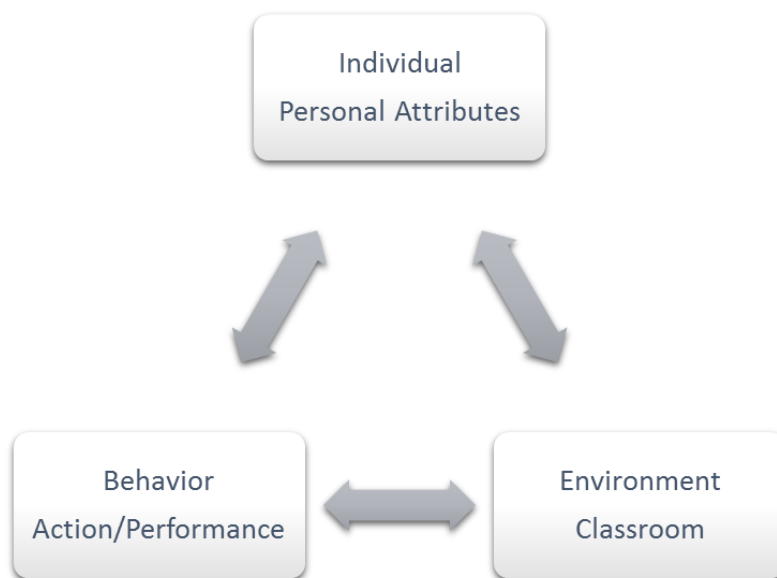 Individual
Personal Attributes
Behavior
Action/Performance
Environment
Classroom